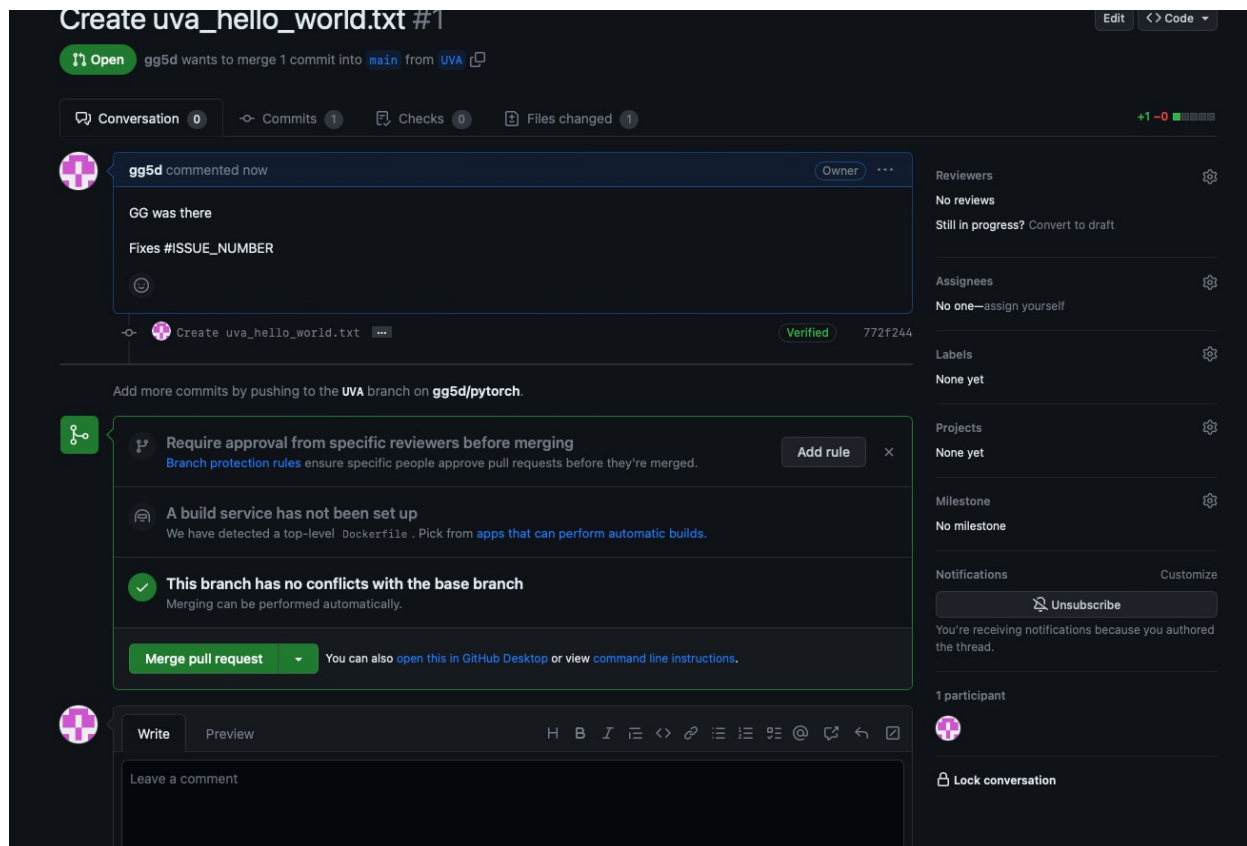 Create uva_hello_world.txt #1
Edit
<> Code
Open
gg5d wants to merge 1 commit into main from UVA
Conversation 0
Commits 1
Checks 0
Files changed 1
+1 −0
gg5d commented now
Owner
GG was there
Fixes #ISSUE_NUMBER
Create uva_hello_world.txt
Verified
772f244
Add more commits by pushing to the UVA branch on gg5d/pytorch.
Require approval from specific reviewers before merging
Branch protection rules ensure specific people approve pull requests before they're merged.
Add rule
A build service has not been set up
We have detected a top-level Dockerfile. Pick from apps that can perform automatic builds.
This branch has no conflicts with the base branch
Merging can be performed automatically.
Merge pull request
You can also open this in GitHub Desktop or view command line instructions.
Write
Preview
Leave a comment
Reviewers
No reviews
Still in progress? Convert to draft
Assignees
No one—assign yourself
Labels
None yet
Projects
None yet
Milestone
No milestone
Notifications
Customize
Unsubscribe
You're receiving notifications because you authored
the thread.
1 participant
Lock conversation